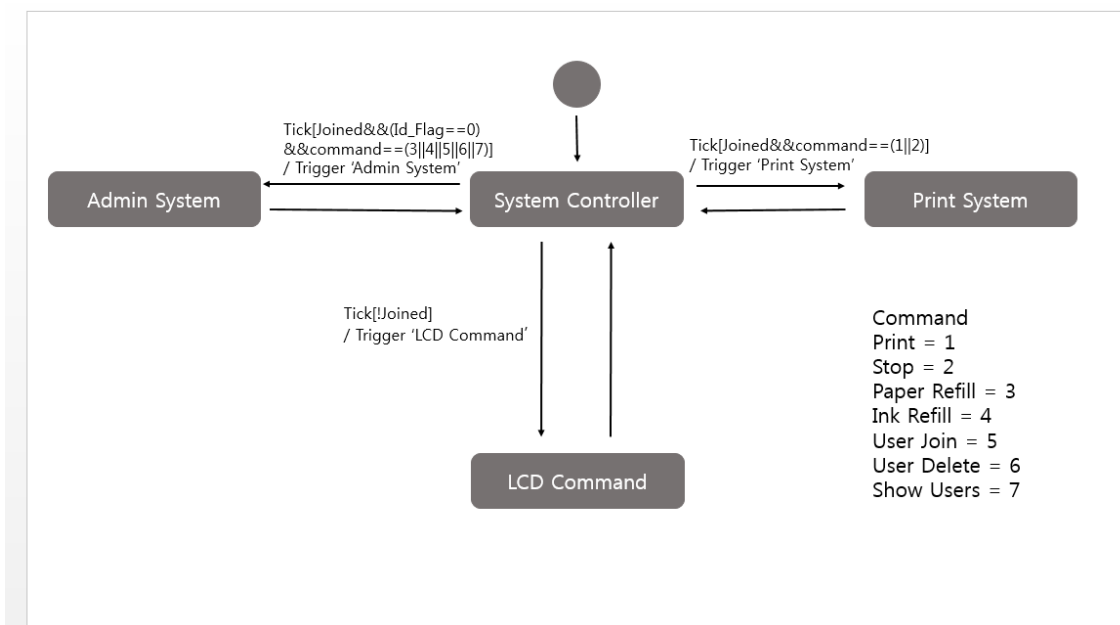 Tick[Joined&&(Id_Flag==0)
&&command==(3||4||5||6||7)]
/ Trigger ‘Admin System’
Tick[Joined&&command==(1||2)]
/ Trigger ‘Print System’
Admin System
System Controller
Print System
Tick[!Joined]
/ Trigger ‘LCD Command’
Command
Print = 1
Stop = 2
Paper Refill = 3
Ink Refill = 4
User Join = 5
User Delete = 6
Show Users = 7
LCD Command